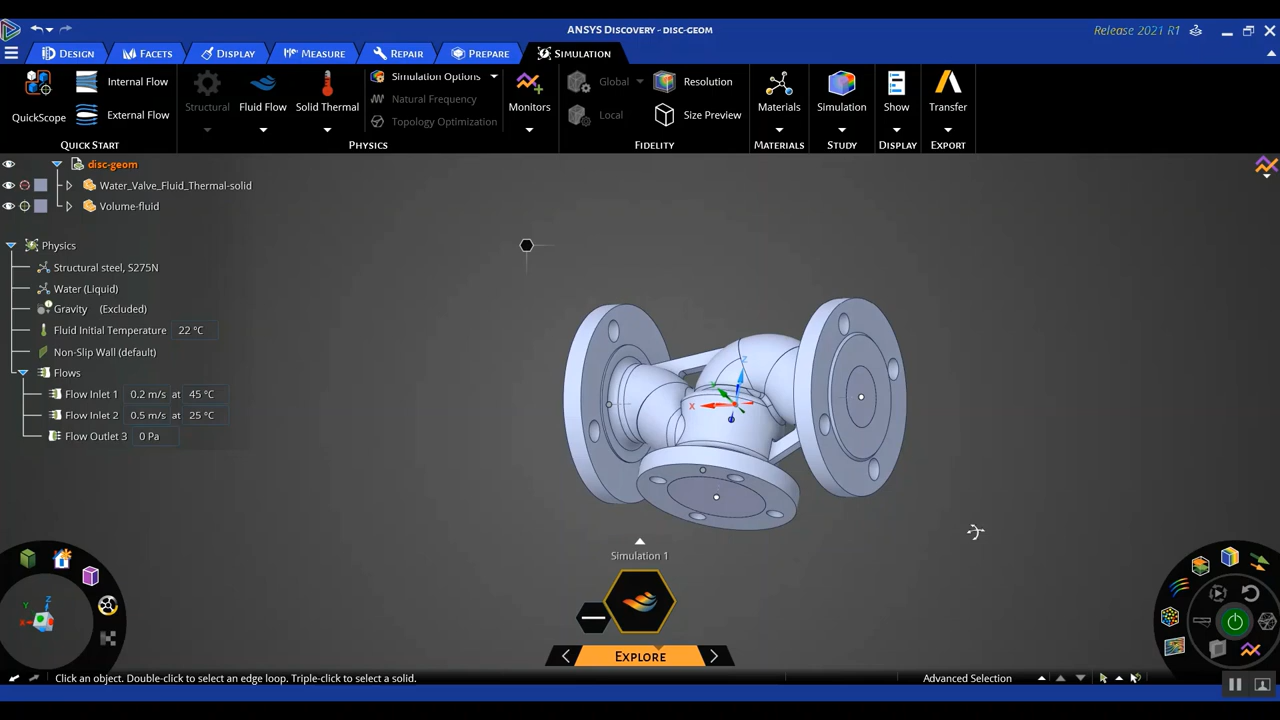 ANSYS Discovery - DISC-GEOM
Release 2021 R1
DESIGN FACETS DISPLAY MEASURE REPAIR PREPARE SIMULATION
QuickScope
Internal Flow
External Flow
QUICK START
Structural
Fluid Flow
Solid Thermal
Simulation Options
Natural Frequency
Topology Optimization
PHYSICS
Monitors
Global
Local
Resolution
Size Preview
FIDELITY
Materials
MATERIALS
Simulation
STUDY
Show
DISPLAY
Transfer
EXPORT
disc-geom
Water_Valve_Fluid_Thermal-solid
Volume-fluid
Physics
Structural steel, S275N
Water (Liquid)
Gravity (Excluded)
Fluid Initial Temperature 22 °C
Non-Slip Wall (default)
Flows
Flow Inlet 1 0.2 m/s at 45 °C
Flow Inlet 2 0.5 m/s at 25 °C
Flow Outlet 3 0 Pa
Z
X
Y
Simulation 1
Y Z
X
EXPLORE
Click an object. Double-click to select an edge loop. Triple-click to select a solid.
Advanced Selection